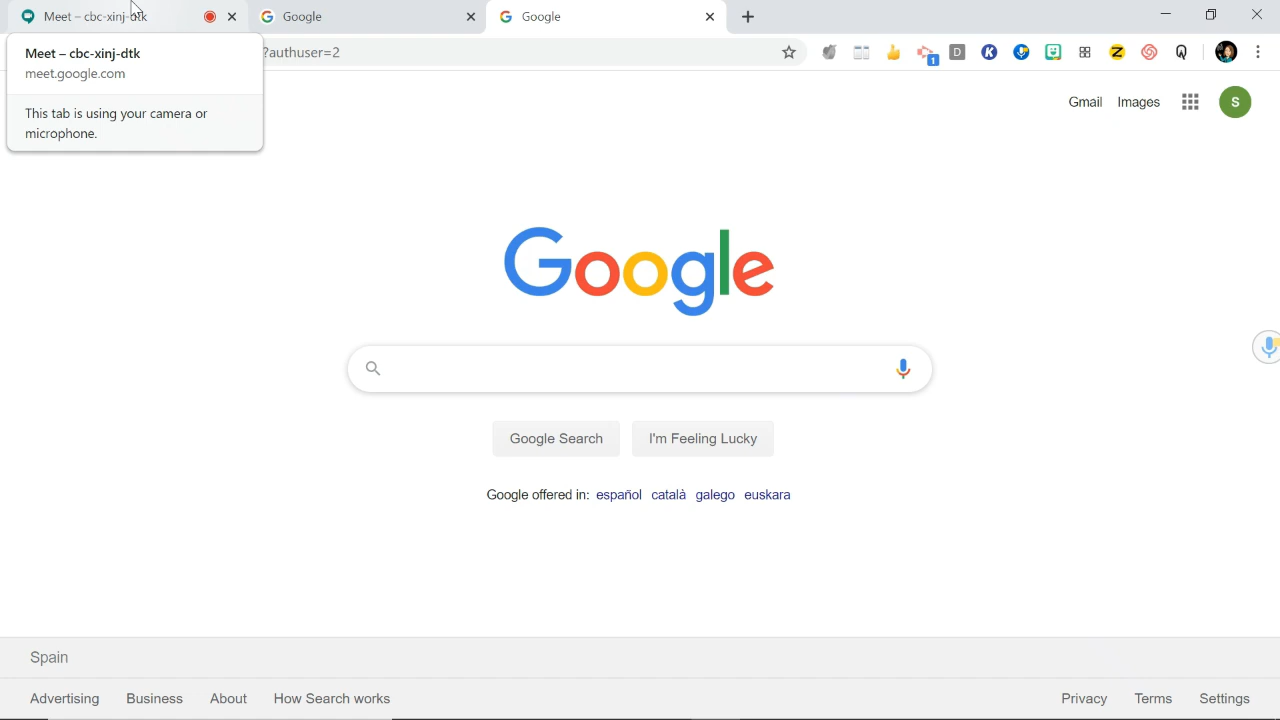 Meet – cbc-xinj-dtk
Google
Google
Meet – cbc-xinj-dtk
meet.google.com
This tab is using your camera or
microphone.
?authuser=2
1
D
K
Z
Q
Gmail
Images
S
Google
Google Search
I'm Feeling Lucky
Google offered in: español català galego euskara
Spain
Advertising
Business
About
How Search works
Privacy
Terms
Settings